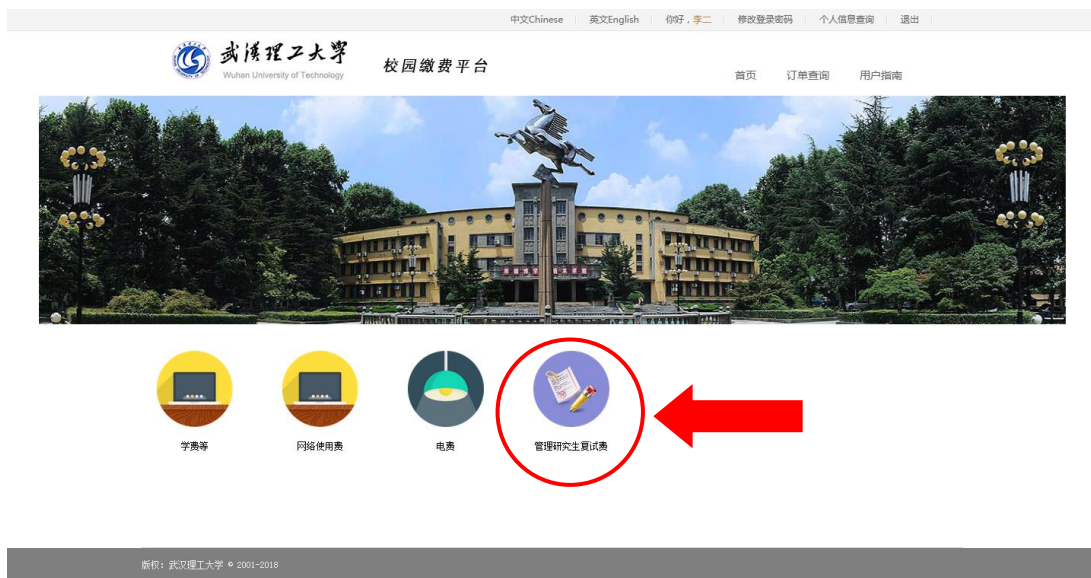 中文Chinese 英文English 你好，李二 修改登录密码 个人信息查询 退出
武汉理工大学
Wuhan University of Technology
校园缴费平台
首页 订单查询 用户指南
学费等 网络使用费 电费 管理研究生复试费
版权：武汉理工大学 © 2001-2018